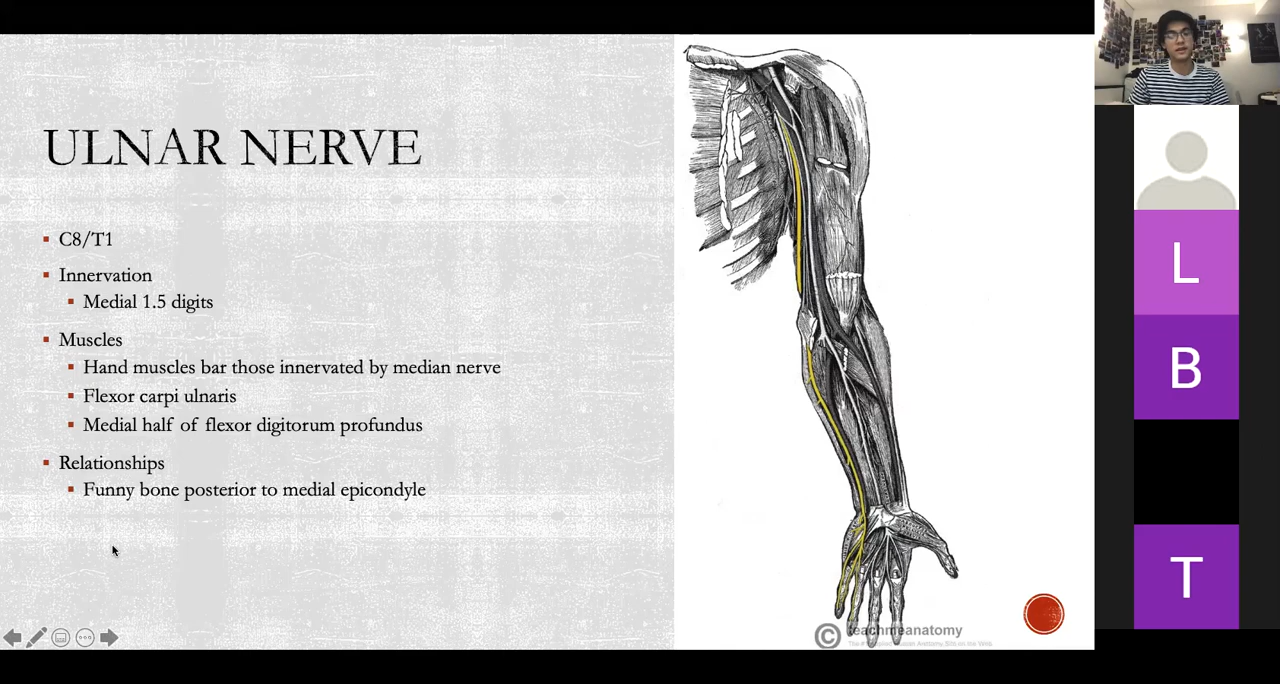 ULNAR NERVE
C8/T1
Innervation
Medial 1.5 digits
Muscles
Hand muscles bar those innervated by median nerve
Flexor carpi ulnaris
Medial half of flexor digitorum profundus
Relationships
Funny bone posterior to medial epicondyle
© teachmeanatomy
L
B
T